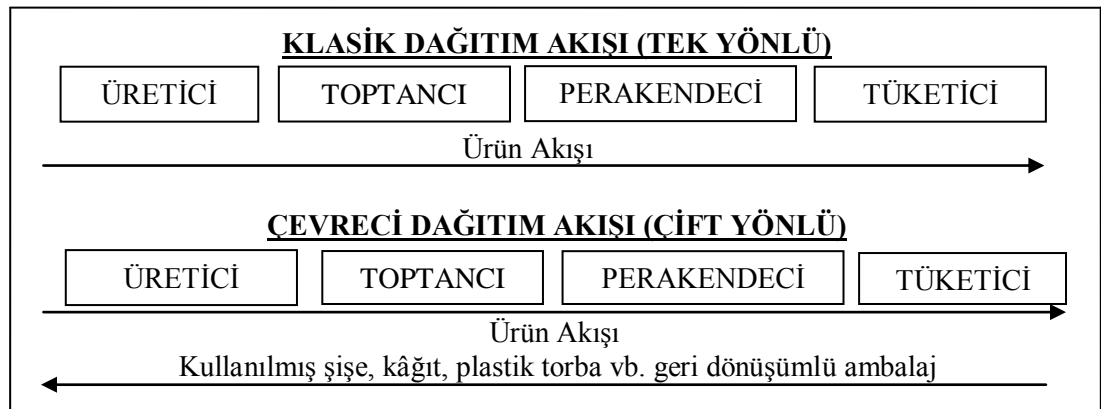 KLASİK DAĞITIM AKIŞI (TEK YÖNLÜ)
ÜRETİCİ TOPTANCI PERAKENDECİ TÜKETİCİ
Ürün Akışı
ÇEVRECİ DAĞITIM AKIŞI (ÇİFT YÖNLÜ)
ÜRETİCİ TOPTANCI PERAKENDECİ TÜKETİCİ
Ürün Akışı
Kullanılmış şişe, kâğıt, plastik torba vb. geri dönüşümlü ambalaj